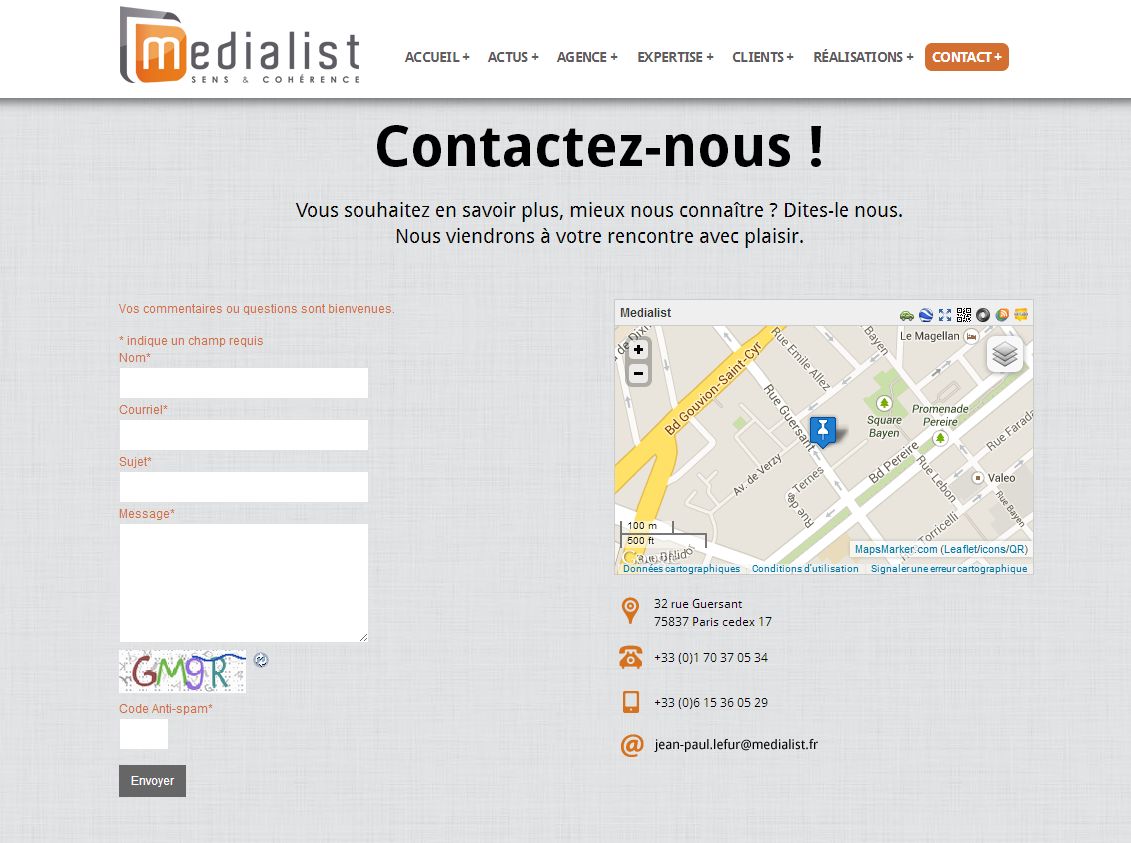 medialist
SENS & COHÉRENCE
ACCUEIL +
ACTUS +
AGENCE +
EXPERTISE +
CLIENTS +
RÉALISATIONS +
CONTACT +
Contactez-nous !
Vous souhaitez en savoir plus, mieux nous connaître ? Dites-le nous.
Nous viendrons à votre rencontre avec plaisir.
Vos commentaires ou questions sont bienvenues.
* indique un champ requis
Nom*
Courriel*
Sujet*
Message*
GM9R
Code Anti-spam*
Envoyer
Medialist
+
−
de Dixm
Bd Gouvion-Saint-Cyr
Rue Emile Allez
Bayen
Le Magellan
Rue Guersant
Square
Bayen
Promenade
Pereire
Rue Farada
Bd Pereire
Av. de Verzy
Rue des Ternes
Rue Lebon
Valeo
Rue Bayen
Torricelli
100 m
500 ft
MapsMarker.com (Leaflet/icons/QR)
Données cartographiques
Conditions d'utilisation
Signaler une erreur cartographique
32 rue Guersant
75837 Paris cedex 17
+33 (0)1 70 37 05 34
+33 (0)6 15 36 05 29
jean-paul.lefur@medialist.fr